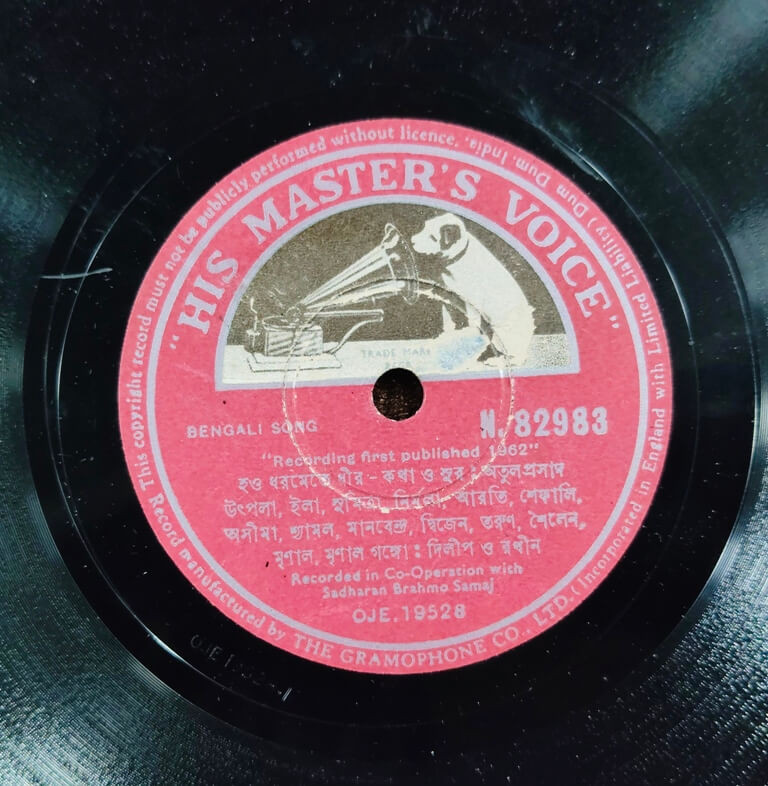 This copyright record must not be publicly performed without licence.
Record manufactured by THE GRAMOPHONE CO., LTD. (Incorporated in England with Limited Liability) Dum Dum, India.
"HIS MASTER'S VOICE"
TRADE MARK
BENGALI SONG
N. 82983
"Recording first published 1962"
হও ধরমেতে ধীর - কথা ও সুর : অতুলপ্রসাদ
উৎপলা, ইলা, সুমিত্রা নির্মলা, আরতি, শেফালি,
অসীমা, শ্যামল, মানবেন্দ্র, দ্বিজেন, তরুণ, শৈলেন,
মৃণাল, মৃণাল গঙ্গো : দিলীপ ও রথীন
Recorded in Co-Operation with
Sadharan Brahmo Samaj
OJE. 19528